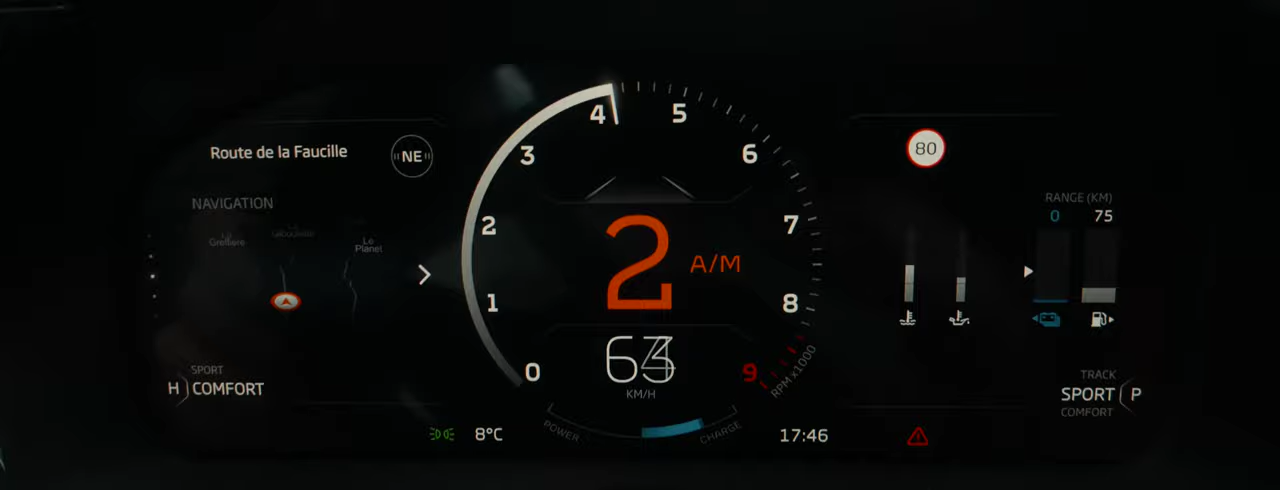 Route de la Faucille
NE
NAVIGATION
Grelliere
Le
Planet
SPORT
H COMFORT
8°C
0
1
2
3
4
5
6
7
8
9
RPM x1000
2 A/M
KM/H
POWER
CHARGE
17:46
80
RANGE (KM)
0 75
TRACK
SPORT P
COMFORT